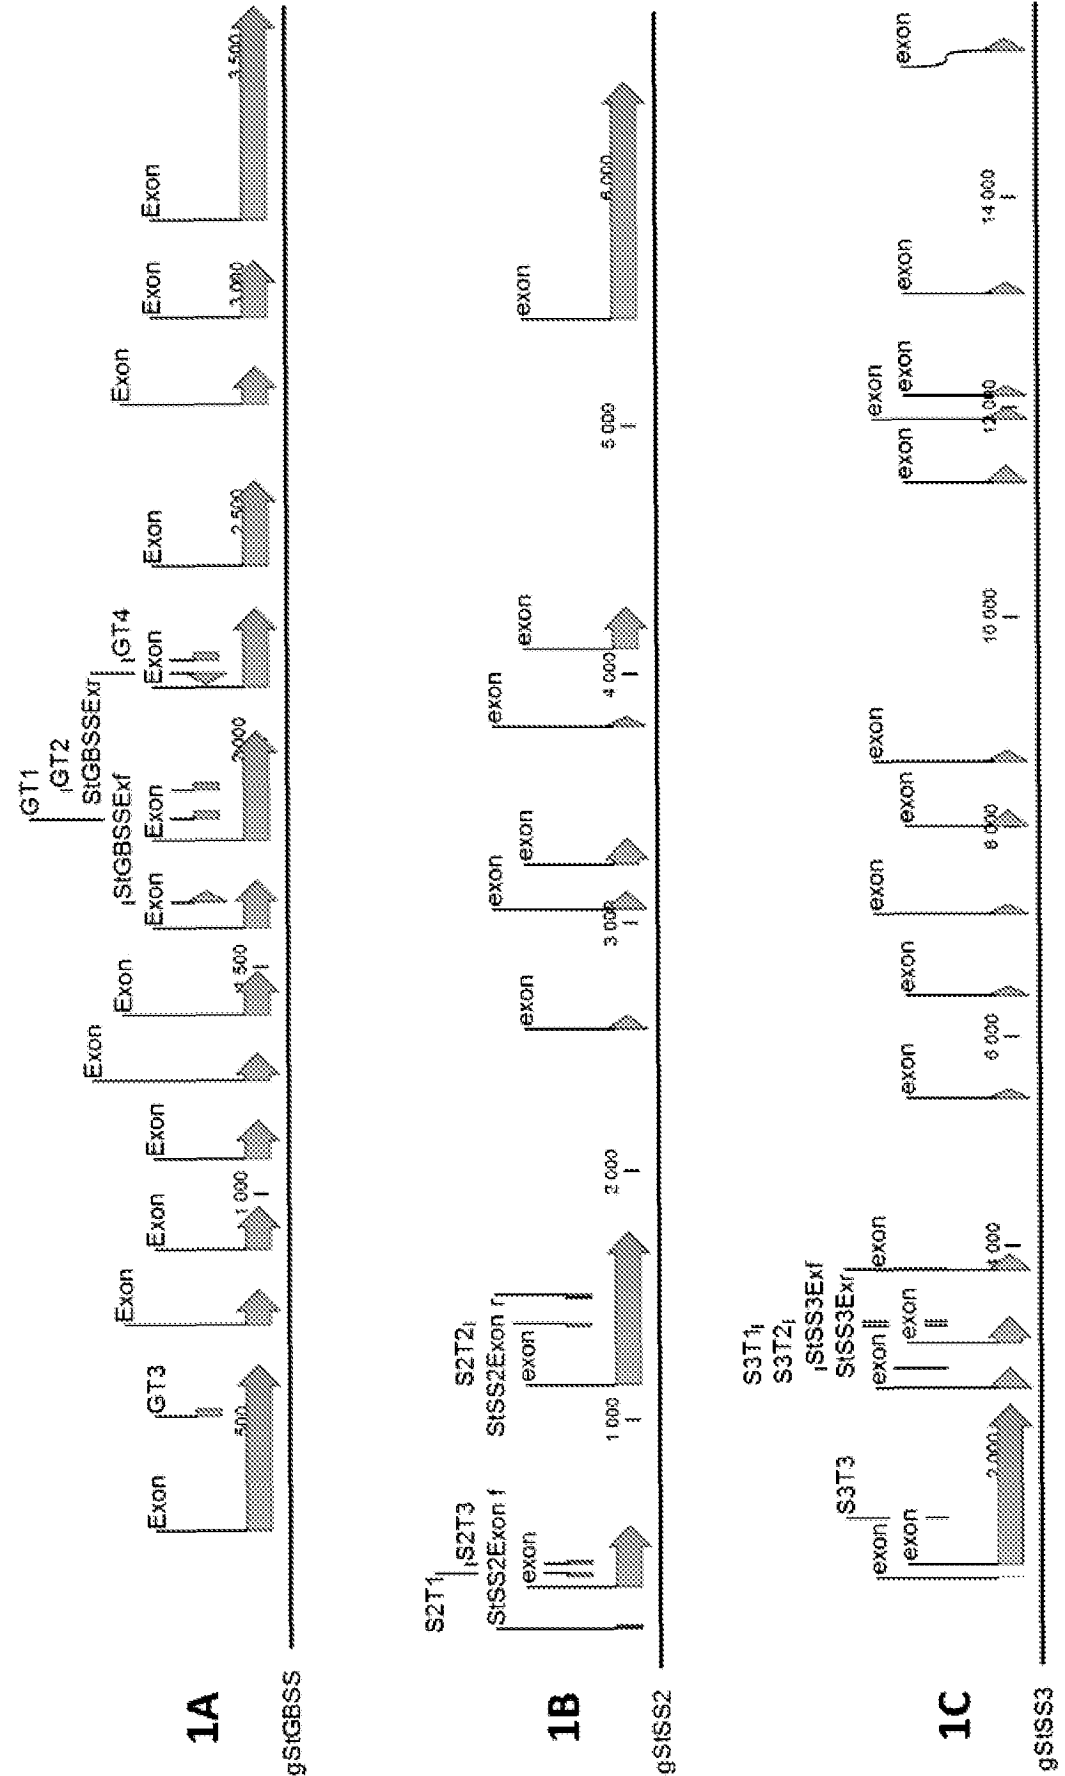 1A
gStGBSS
Exon
500
GT3
Exon
Exon
1 000
Exon
Exon
Exon
1 500
Exon
StGBSSExf
Exon
GT1
GT2
StGBSSExr
2 000
Exon
GT4
Exon
2 500
Exon
Exon
3 000
Exon
3 500
1B
gStSS2
StSS2Exon f
exon
S2T1
S2T3
1 000
exon
StSS2Exon r
S2T2
2 000
exon
3 000
exon
exon
exon
4 000
exon
5 000
exon
6 000
1C
gStSS3
exon
exon
S3T3
2 000
exon
exon
S3T1
S3T2
StSS3Exf
StSS3Exr
exon
4 000
exon
6 000
exon
exon
8 000
exon
exon
10 000
exon
exon
12 000
exon
exon
14 000
exon